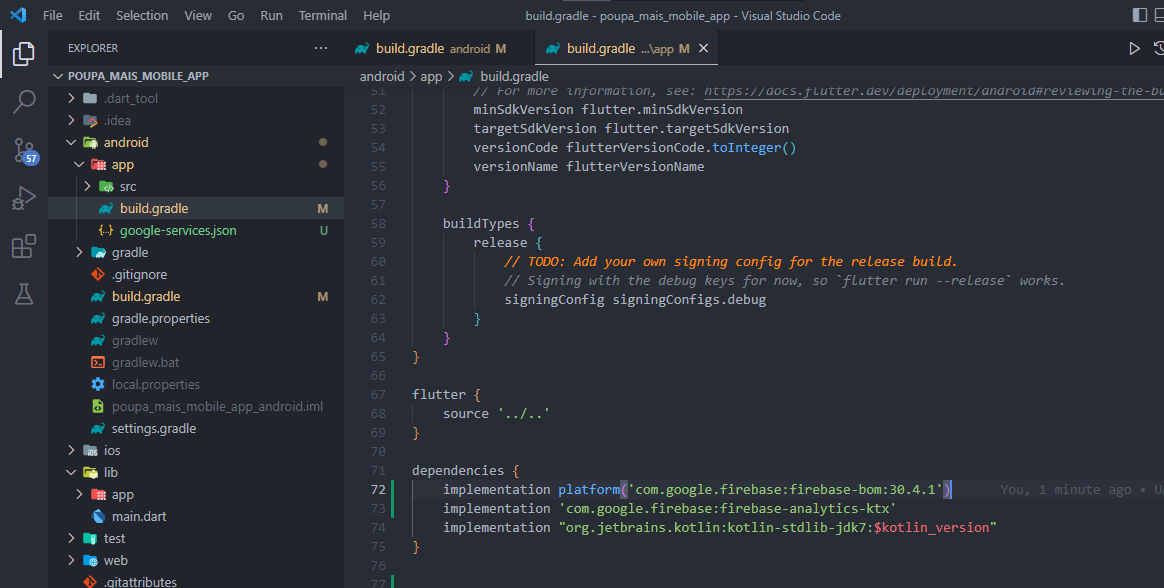 File Edit Selection View Go Run Terminal Help build.gradle - poupa_mais_mobile_app - Visual Studio Code
EXPLORER ··· build.gradle android M build.gradle ...\app M
POUPA_MAIS_MOBILE_APP
android > app > build.gradle
.dart_tool
.idea
android
app
src
build.gradle M
google-services.json U
gradle
.gitignore
build.gradle M
gradle.properties
gradlew
gradlew.bat
local.properties
poupa_mais_mobile_app_android.iml
settings.gradle
ios
lib
app
main.dart
test
web
.gitattributes
57
51 // For more information, see: https://docs.flutter.dev/deployment/android#reviewing-the-bu
52 minSdkVersion flutter.minSdkVersion
53 targetSdkVersion flutter.targetSdkVersion
54 versionCode flutterVersionCode.toInteger()
55 versionName flutterVersionName
56 }
57
58 buildTypes {
59 release {
60 // TODO: Add your own signing config for the release build.
61 // Signing with the debug keys for now, so `flutter run --release` works.
62 signingConfig signingConfigs.debug
63 }
64 }
65 }
66
67 flutter {
68 source '../..'
69 }
70
71 dependencies {
72 implementation platform('com.google.firebase:firebase-bom:30.4.1') You, 1 minute ago • U
73 implementation 'com.google.firebase:firebase-analytics-ktx'
74 implementation "org.jetbrains.kotlin:kotlin-stdlib-jdk7:$kotlin_version"
75 }
76
77